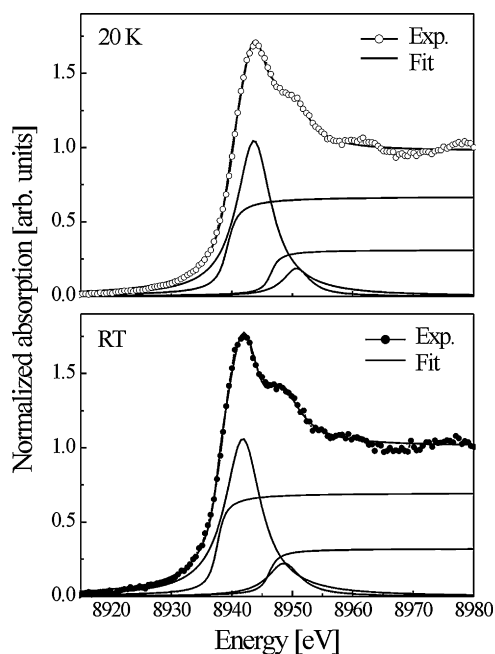 20 K
Exp.
Fit
1.5
1.0
0.5
0.0
RT
Exp.
Fit
1.5
1.0
0.5
0.0
8920 8930 8940 8950 8960 8970 8980
Energy [eV]
Normalized absorption [arb. units]